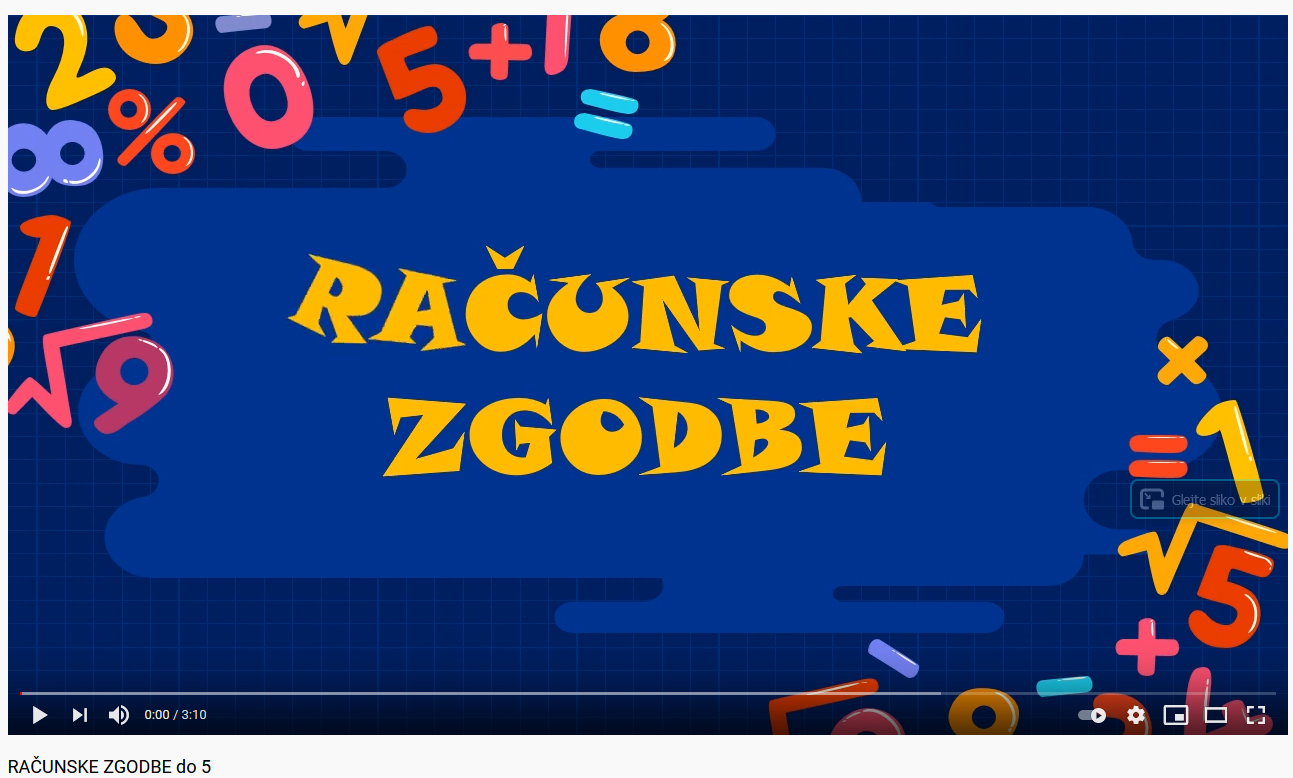 RAČUNSKE
ZGODBE
Glejte sliko v sliki
0:00 / 3:10
RAČUNSKE ZGODBE do 5